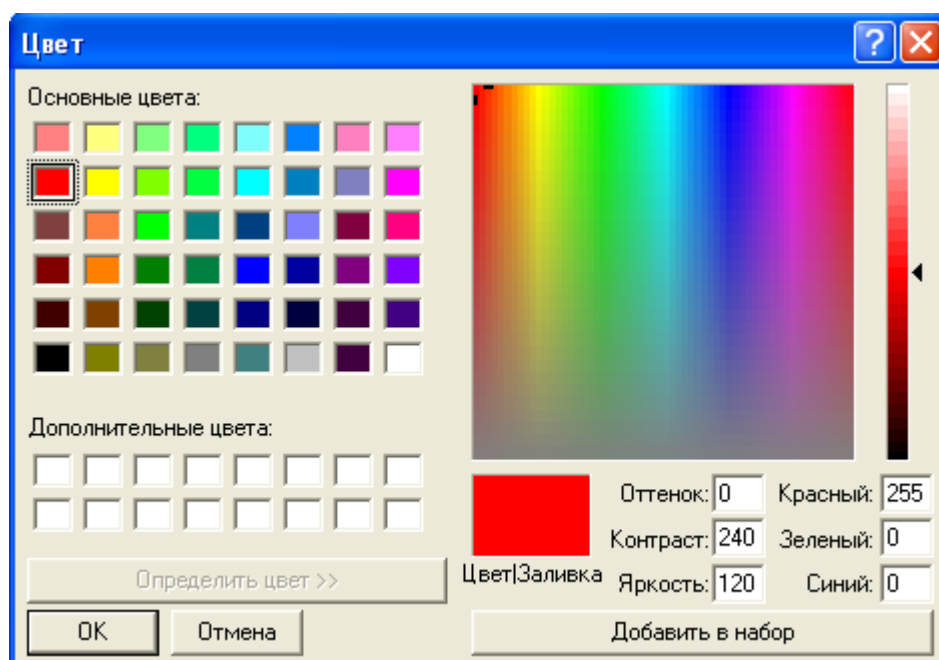 Цвет
Основные цвета:
Дополнительные цвета:
Определить цвет >>
OK
Отмена
Цвет|Заливка
Оттенок: 0
Контраст: 240
Яркость: 120
Красный: 255
Зеленый: 0
Синий: 0
Добавить в набор